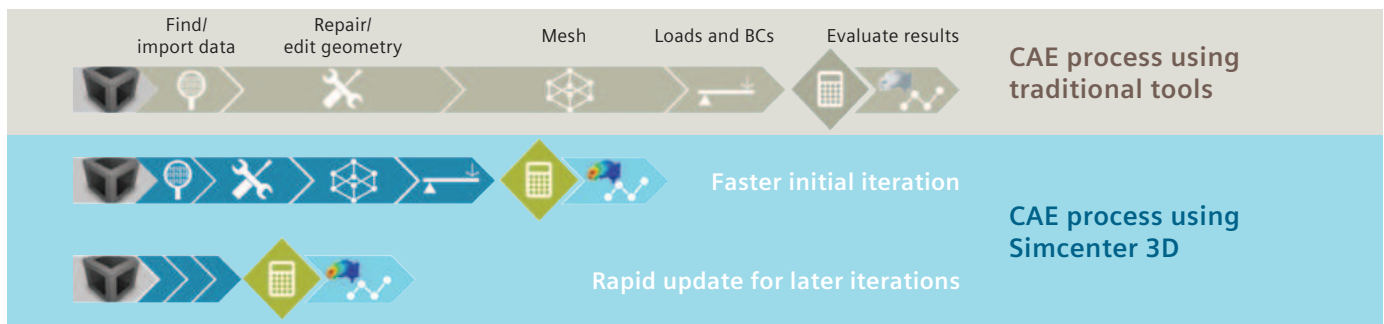 Find/
import data
Repair/
edit geometry
Mesh
Loads and BCs
Evaluate results
CAE process using
traditional tools
Faster initial iteration
CAE process using
Simcenter 3D
Rapid update for later iterations